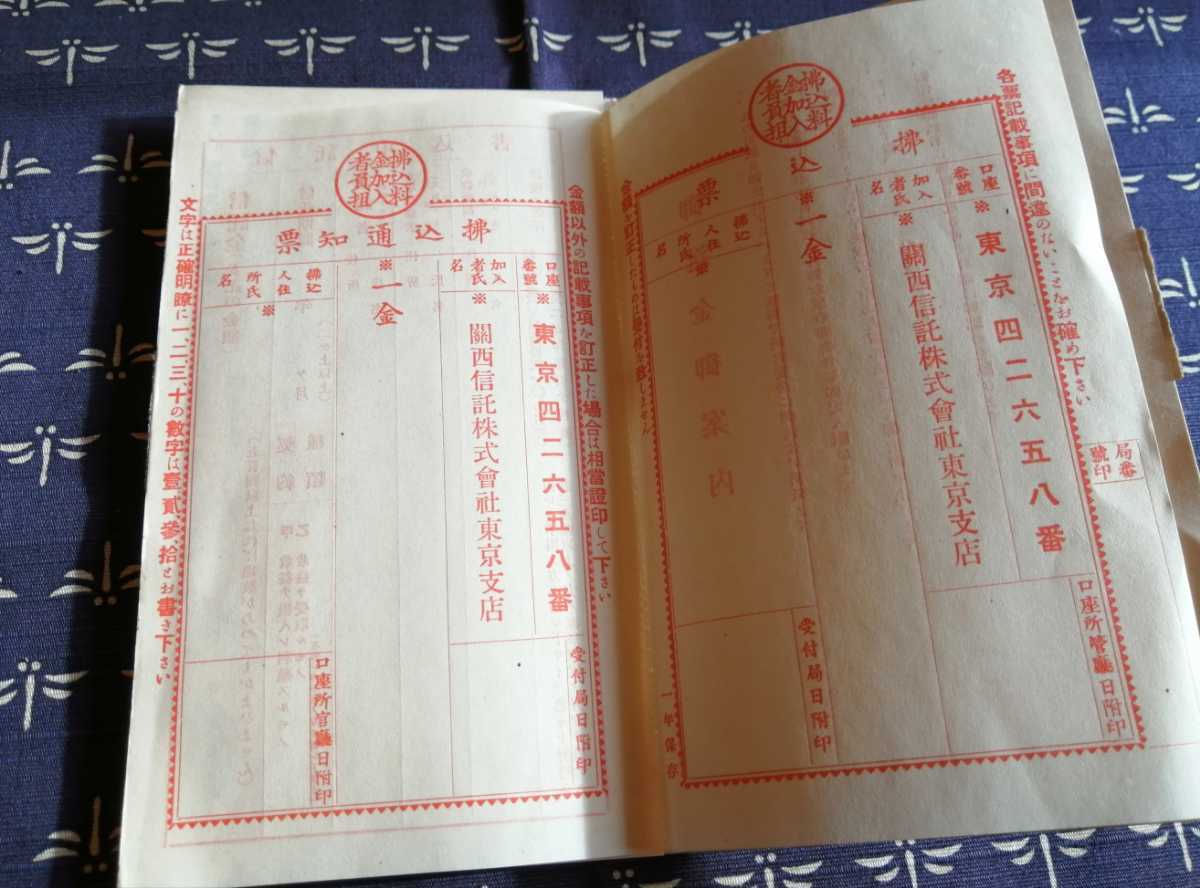 各票記載事項に間違のないことをお確め下さい
局番號印
拂込料金加入者負担
拂込票
口座番號
※
東京四二六五八番
口座所管廳日附印
加入者氏名
※
關西信託株式會社東京支店
※
一金
受付局日附印
拂込人住所氏名
※
一年保存
金額以外の記載事項を訂正した場合は相當證印して下さい
拂込料金加入者負担
拂込通知票
口座番號
※
東京四二六五八番
受付局日附印
加入者氏名
※
關西信託株式會社東京支店
※
一金
口座所官廳日附印
拂込人住所氏名
※
文字は正確明瞭に一、二、三、十の數字は壹、貳、參、拾とお書き下さい